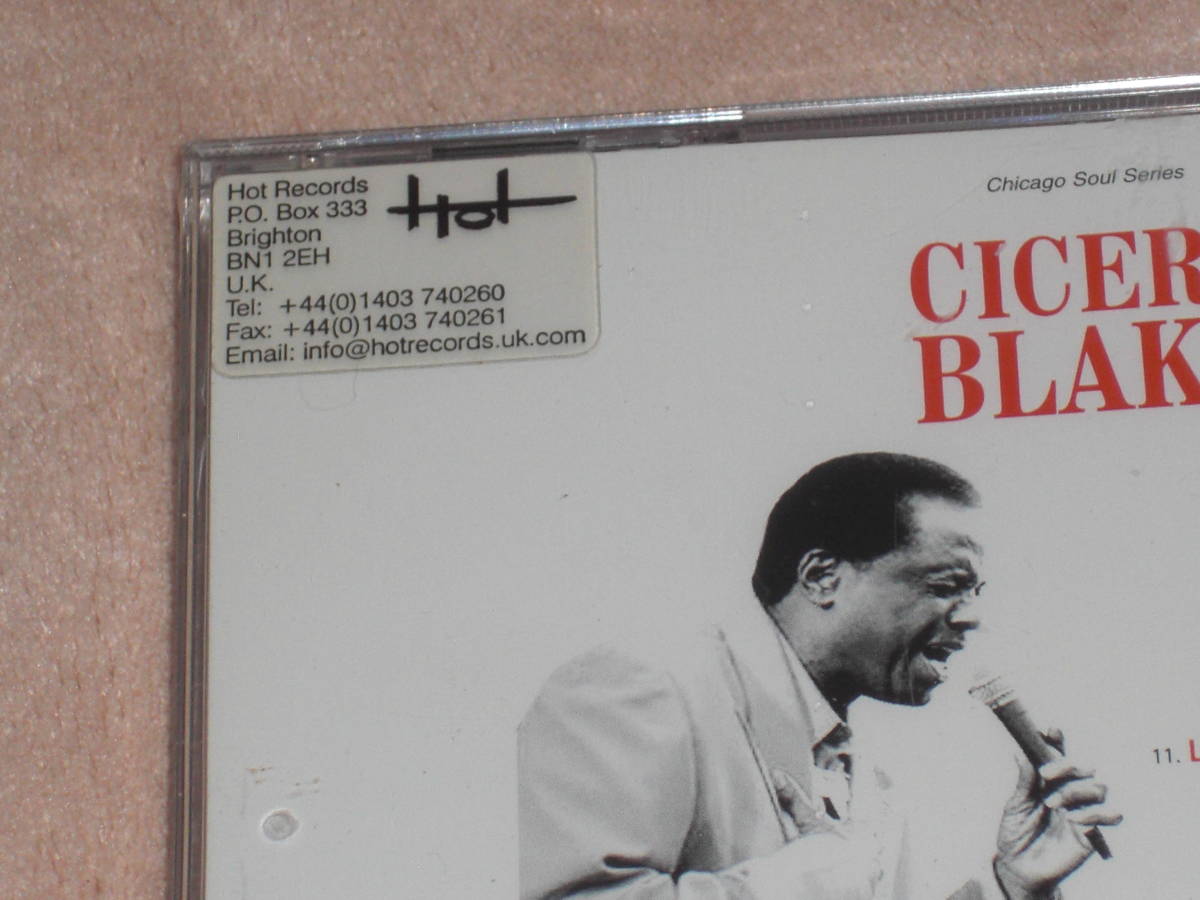 Hot Records
P.O. Box 333
Brighton
BN1 2EH
U.K.
Tel: +44(0)1403 740260
Fax: +44(0)1403 740261
Email: info@hotrecords.uk.com
Hot
Chicago Soul Series
CICER
BLAK
11. L